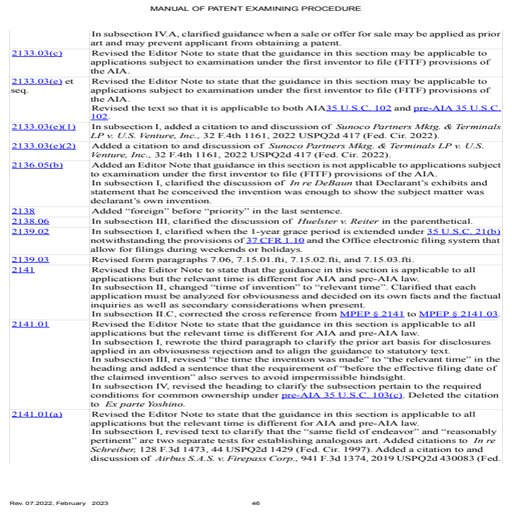 MANUAL OF PATENT EXAMINING PROCEDURE
In subsection IV.A, clarified guidance when a sale or offer for sale may be applied as prior
art and may prevent applicant from obtaining a patent.
2133.03(c) Revised the Editor Note to state that the guidance in this section may be applicable to
applications subject to examination under the first inventor to file (FITF) provisions of
the AIA.
2133.03(e) et Revised the Editor Note to state that the guidance in this section may be applicable to
seq. applications subject to examination under the first inventor to file (FITF) provisions of
the AIA.
Revised the text so that it is applicable to both AIA35 U.S.C. 102 and pre-AIA 35 U.S.C.
102.
2133.03(e)(1) In subsection I, added a citation to and discussion of Sunoco Partners Mktg. & Terminals
LP v. U.S. Venture, Inc., 32 F.4th 1161, 2022 USPQ2d 417 (Fed. Cir. 2022).
2133.03(e)(2) Added a citation to and discussion of Sunoco Partners Mktg. & Terminals LP v. U.S.
Venture, Inc., 32 F.4th 1161, 2022 USPQ2d 417 (Fed. Cir. 2022).
2136.05(b) Added an Editor Note that guidance in this section is not applicable to applications subject
to examination under the first inventor to file (FITF) provisions of the AIA.
In subsection I, clarified the discussion of In re DeBaun that Declarant's exhibits and
statement that he conceived the invention was enough to show the subject matter was
declarant's own invention.
2138 Added "foreign" before "priority" in the last sentence.
2138.06 In subsection III, revised the discussion of Huelster v. Reiter in the parenthetical.
2139.02 In subsection I, clarified when the 1-year grace period is extended under 35 U.S.C. 21(b)
notwithstanding the provisions of 37 CFR 1.10 and the Office electronic filing system that
allow for filings during weekends or holidays.
2139.03 Revised form paragraphs 7.06, 7.15.01.fti, 7.15.02.fti, and 7.15.03.fti.
2141 Revised the Editor Note to state that the guidance in this section is applicable to all
applications but the relevant time is different for AIA and pre-AIA law.
In subsection II, changed "time of invention" to "relevant time". Clarified that each
application must be analyzed for obviousness and decided on its own facts and the factual
inquiries as well as secondary considerations when present.
In subsection II.C, corrected the cross reference from MPEP § 2141 to MPEP § 2141.03.
2141.01 Revised the Editor Note to state that the guidance in this section is applicable to all
applications but the relevant time is different for AIA and pre-AIA law.
In subsection I, rewrote the third paragraph to clarify the prior art basis for disclosures
applied in an obviousness rejection and to align the guidance to statutory text.
In subsection III, revised "the time the invention was made" to "the relevant time" in the
heading and added a sentence that the requirement of "before the effective filing date of
the claimed invention" also serves to avoid impermissible hindsight.
In subsection IV, revised the heading to clarify the subsection pertain to the required
conditions for common ownership under pre-AIA 35 U.S.C. 103(c). Deleted the citation
to Ex parte Yoshino.
2141.01(a) Revised the Editor Note to state that the guidance in this section is applicable to all
applications but the relevant time is different for AIA and pre-AIA law.
In subsection I, revised text to clarify that the "same field of endeavor" and "reasonably
pertinent" are two separate tests for establishing analogous art. Added citations to In re
Schreiber, 128 F.3d 1473, 44 USPQ2d 1429 (Fed. Cir. 1997). Added a citation to and
discussion of Airbus S.A.S. v. Firepass Corp., 941 F.3d 1374, 2019 USPQ2d 430083 (Fed.
Rev. 07.2022, February 2023 46